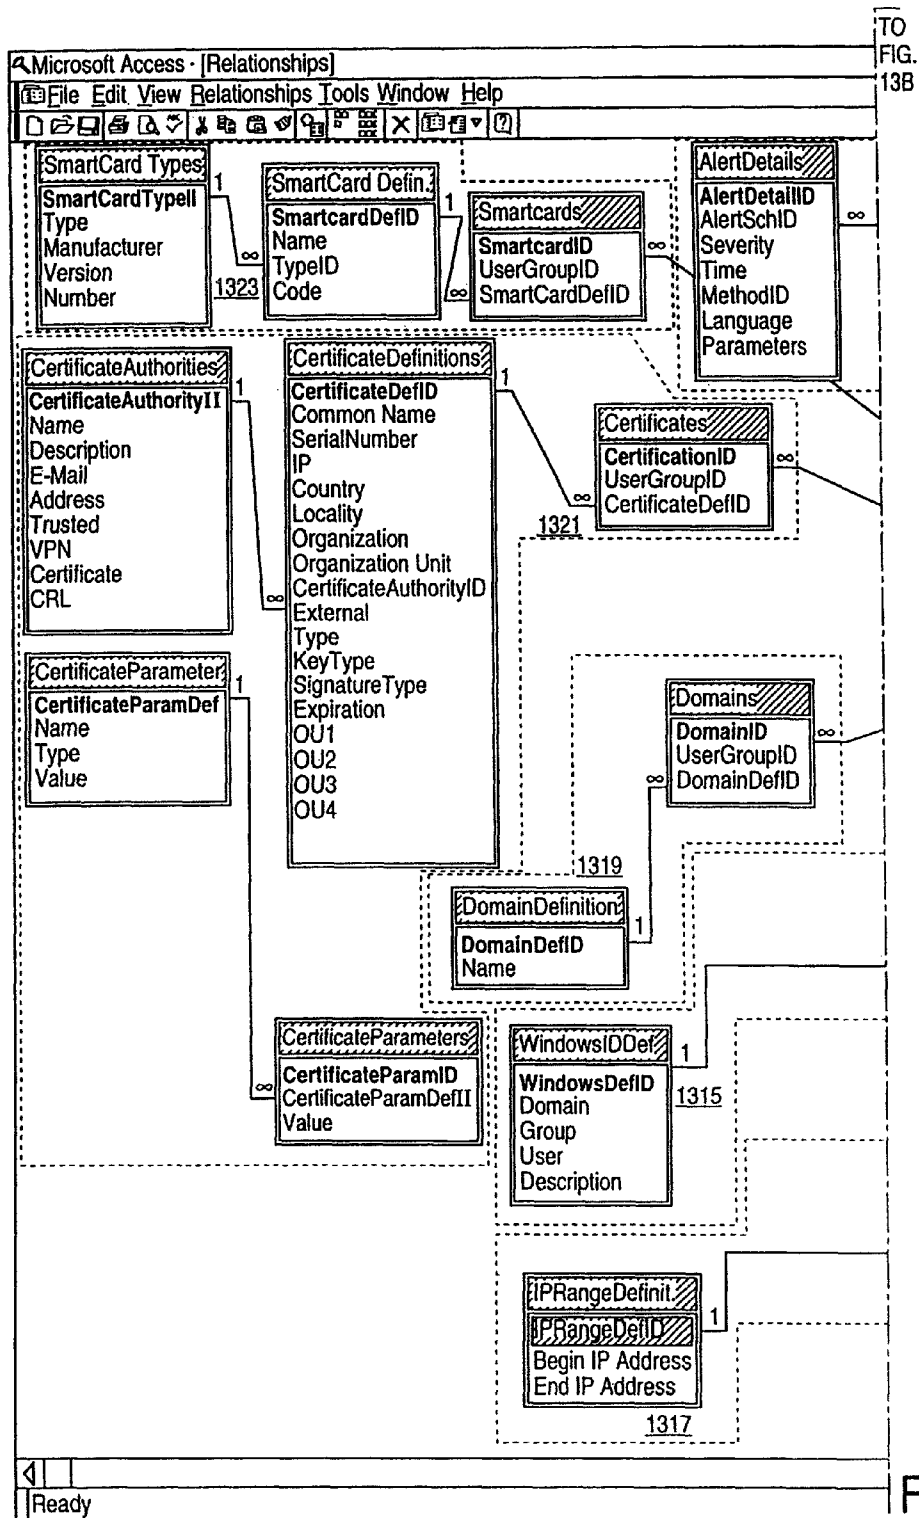 TO
FIG.
13B
Microsoft Access · [Relationships]
File Edit View Relationships Tools Window Help
SmartCard Types
SmartCardTypeII
Type
Manufacturer
Version
Number
1
∞
1323
SmartCard Defin.
SmartcardDefID
Name
TypeID
Code
1
∞
Smartcards
SmartcardID
UserGroupID
SmartCardDefID
∞
AlertDetails
AlertDetailID
AlertSchID
Severity
Time
MethodID
Language
Parameters
∞
CertificateAuthorities
CertificateAuthorityII
Name
Description
E-Mail
Address
Trusted
VPN
Certificate
CRL
1
∞
CertificateDefinitions
CertificateDefID
Common Name
SerialNumber
IP
Country
Locality
Organization
Organization Unit
CertificateAuthorityID
External
Type
KeyType
SignatureType
Expiration
OU1
OU2
OU3
OU4
1
∞
Certificates
CertificationID
UserGroupID
CertificateDefID
∞
1321
CertificateParameter
CertificateParamDef
Name
Type
Value
1
∞
Domains
DomainID
UserGroupID
DomainDefID
∞
∞
1319
DomainDefinition
DomainDefID
Name
1
CertificateParameters
CertificateParamID
CertificateParamDefII
Value
WindowsIDDef
WindowsDefID
Domain
Group
User
Description
1
1315
IPRangeDefinit.
IPRangeDefID
Begin IP Address
End IP Address
1
1317
Ready
F